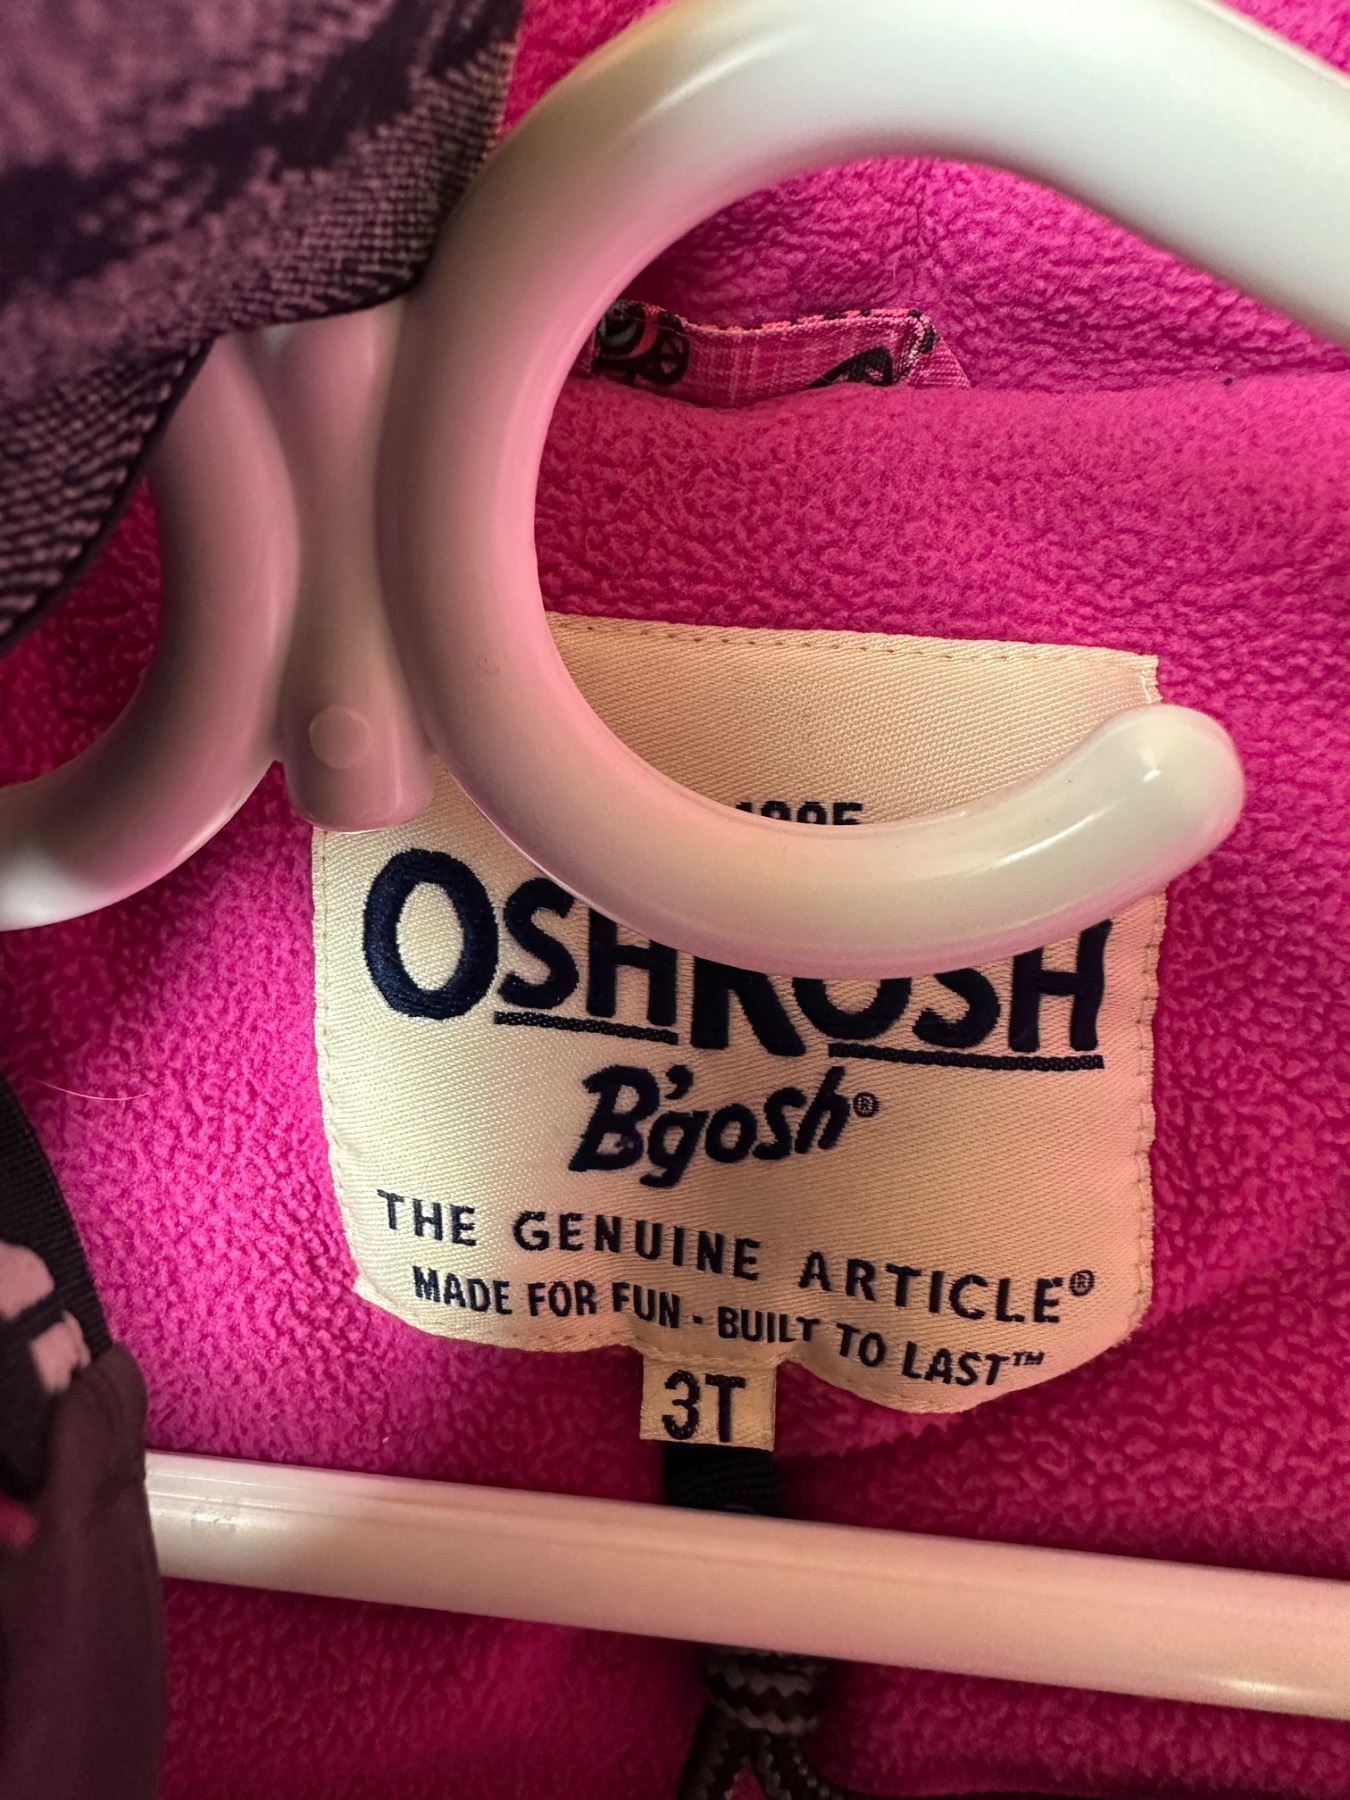 OSHKOSH
B'gosh®
THE GENUINE ARTICLE®
MADE FOR FUN - BUILT TO LAST™
3T